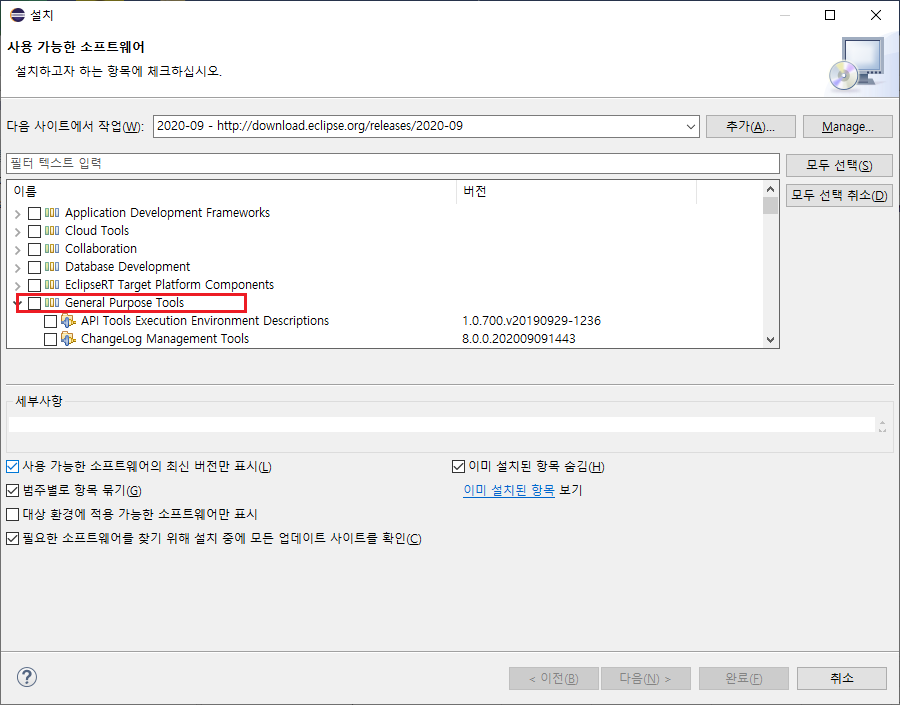 설치
사용 가능한 소프트웨어
설치하고자 하는 항목에 체크하십시오.
다음 사이트에서 작업(W): 2020-09 - http://download.eclipse.org/releases/2020-09 추가(A)... Manage...
필터 텍스트 입력 모두 선택(S)
이름 버전 모두 선택 취소(D)
Application Development Frameworks
Cloud Tools
Collaboration
Database Development
EclipseRT Target Platform Components
General Purpose Tools
API Tools Execution Environment Descriptions 1.0.700.v20190929-1236
ChangeLog Management Tools 8.0.0.202009091443
세부사항
사용 가능한 소프트웨어의 최신 버전만 표시(L) 이미 설치된 항목 숨김(H)
범주별로 항목 묶기(G) 이미 설치된 항목 보기
대상 환경에 적용 가능한 소프트웨어만 표시
필요한 소프트웨어를 찾기 위해 설치 중에 모든 업데이트 사이트를 확인(C)
? < 이전(B) 다음(N) > 완료(F) 취소